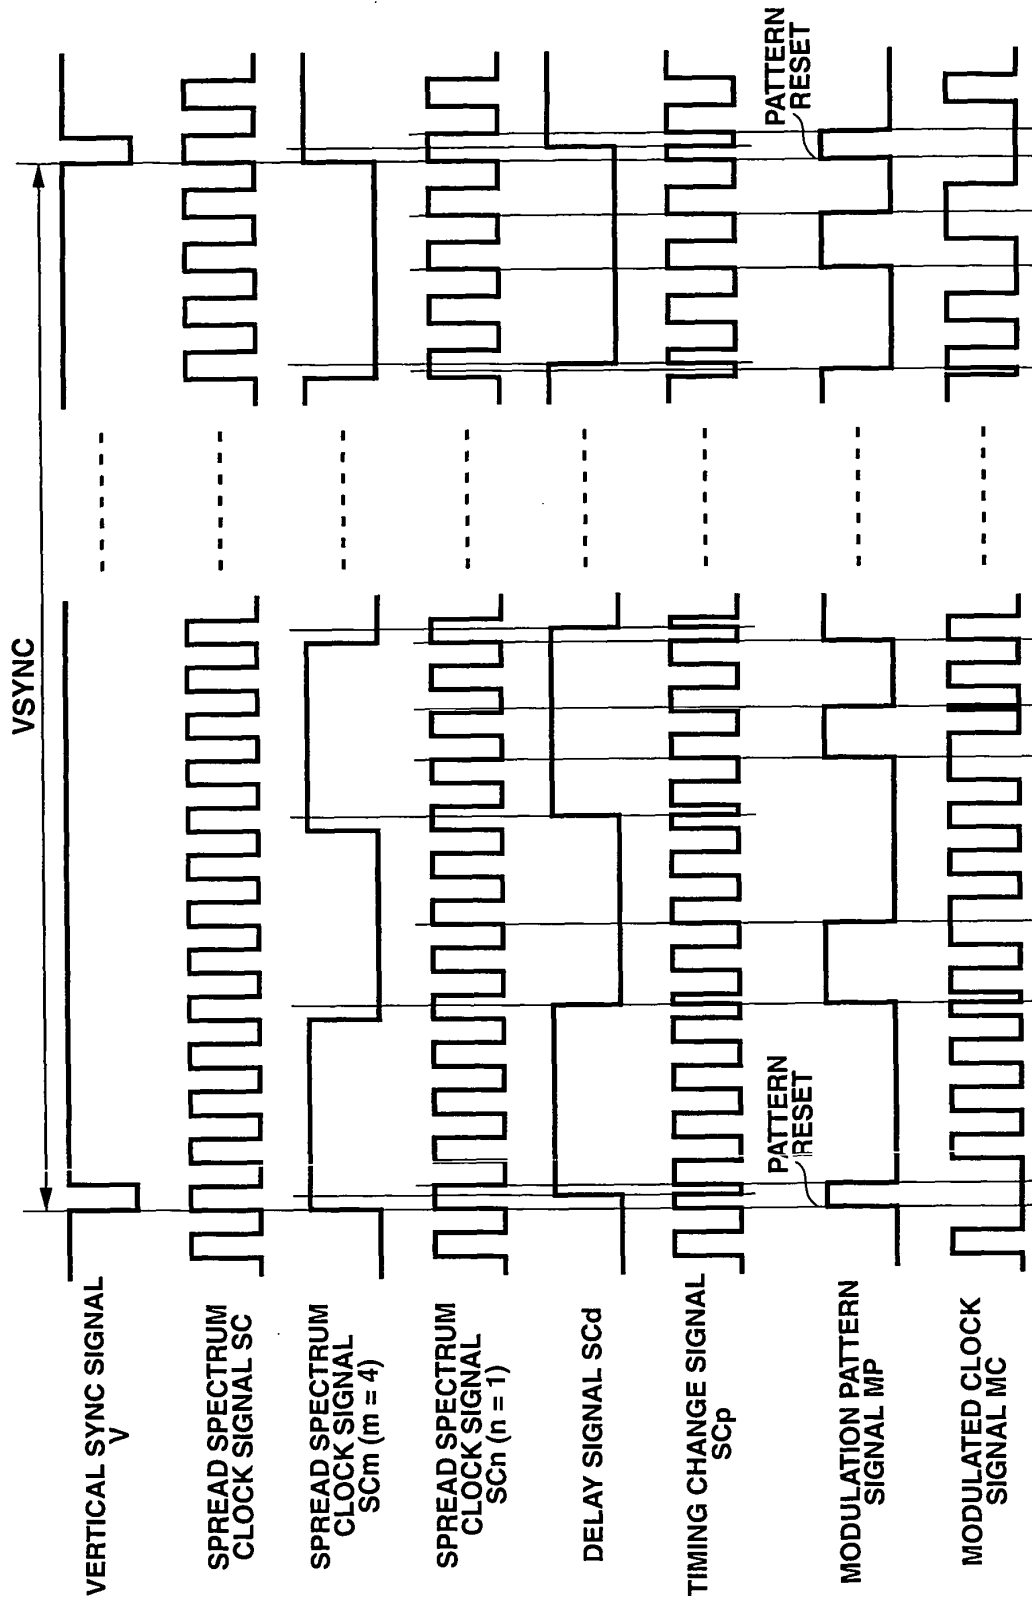 VSYNC
VERTICAL SYNC SIGNAL
V
SPREAD SPECTRUM
CLOCK SIGNAL SC
SPREAD SPECTRUM
CLOCK SIGNAL
SCm (m = 4)
SPREAD SPECTRUM
CLOCK SIGNAL
SCn (n = 1)
DELAY SIGNAL SCd
TIMING CHANGE SIGNAL
SCp
PATTERN
RESET
PATTERN
RESET
MODULATION PATTERN
SIGNAL MP
MODULATED CLOCK
SIGNAL MC